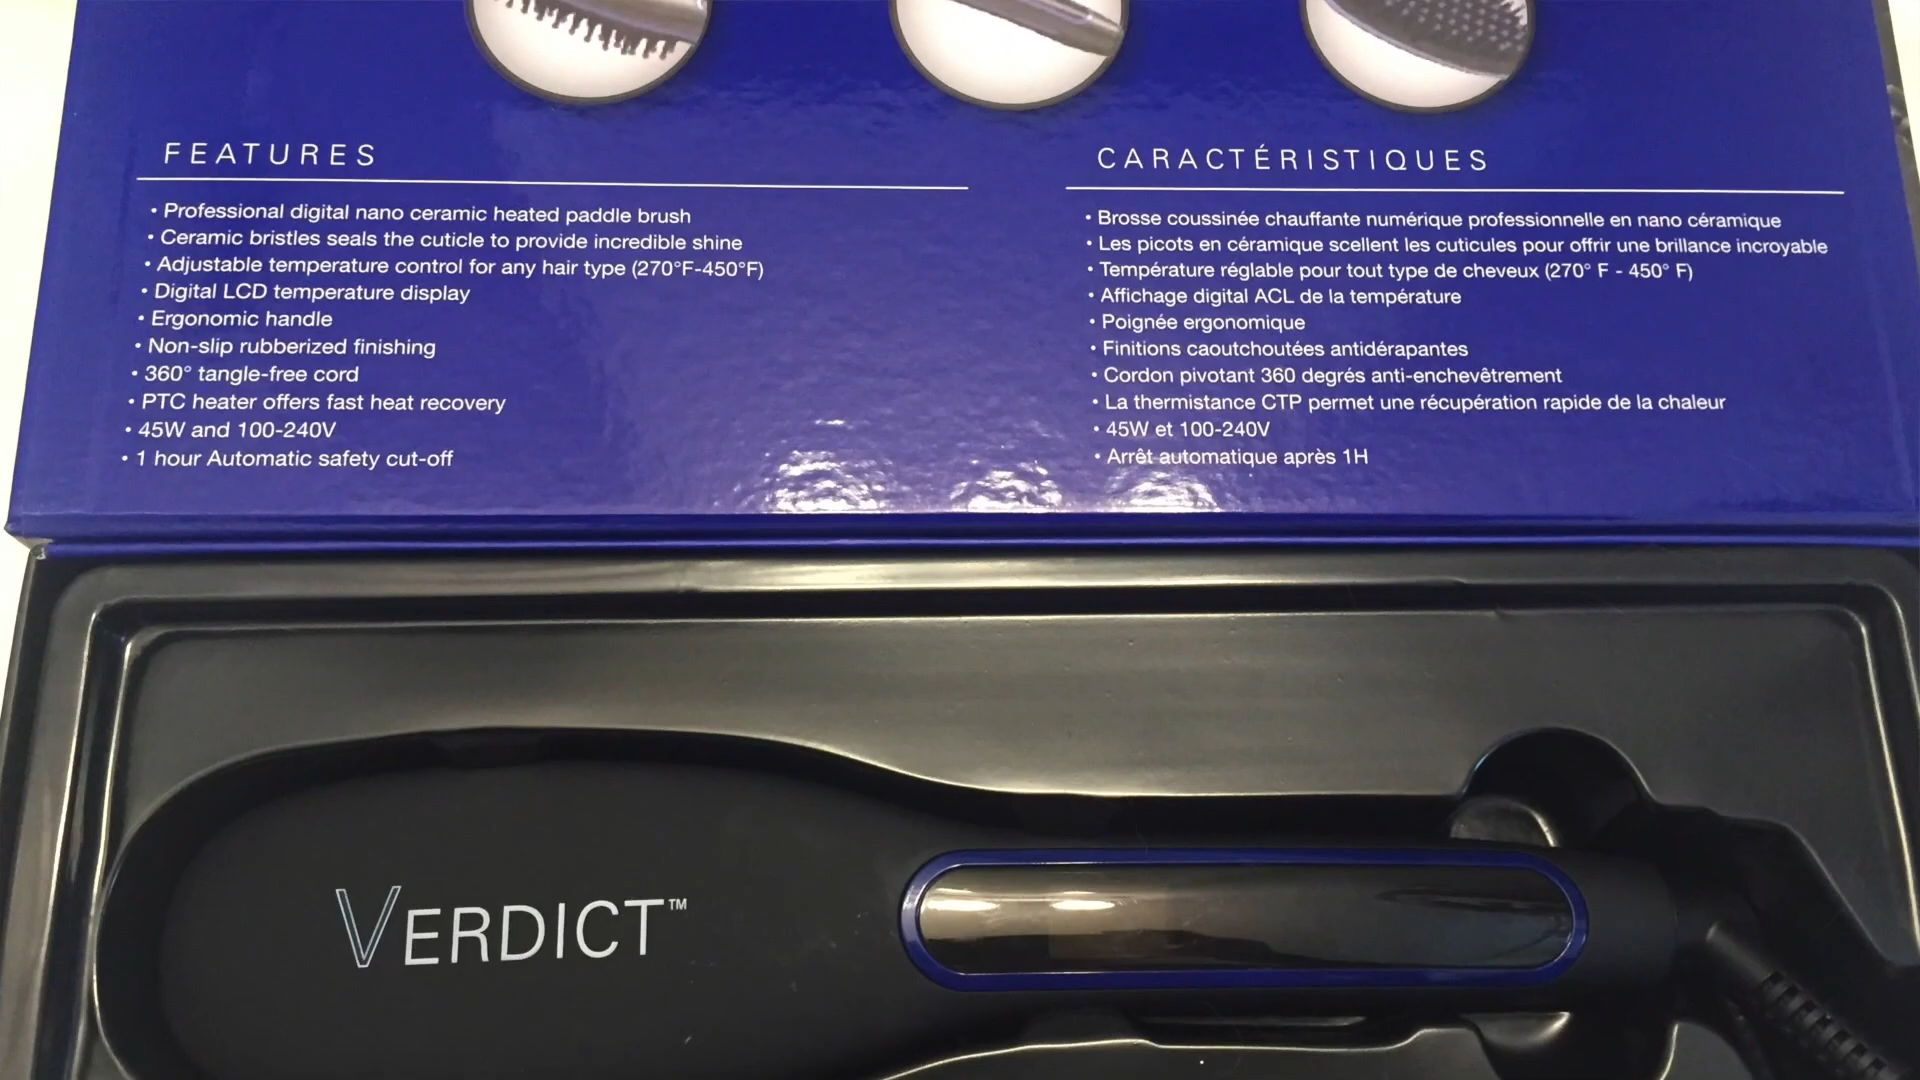 FEATURES
• Professional digital nano ceramic heated paddle brush
• Ceramic bristles seals the cuticle to provide incredible shine
• Adjustable temperature control for any hair type (270°F-450°F)
• Digital LCD temperature display
• Ergonomic handle
• Non-slip rubberized finishing
• 360° tangle-free cord
• PTC heater offers fast heat recovery
• 45W and 100-240V
• 1 hour Automatic safety cut-off
CARACTÉRISTIQUES
• Brosse coussinée chauffante numérique professionnelle en nano céramique
• Les picots en céramique scellent les cuticules pour offrir une brillance incroyable
• Température réglable pour tout type de cheveux (270° F - 450° F)
• Affichage digital ACL de la température
• Poignée ergonomique
• Finitions caoutchoutées antidérapantes
• Cordon pivotant 360 degrés anti-enchevêtrement
• La thermistance CTP permet une récupération rapide de la chaleur
• 45W et 100-240V
• Arrêt automatique après 1H
VERDICT™